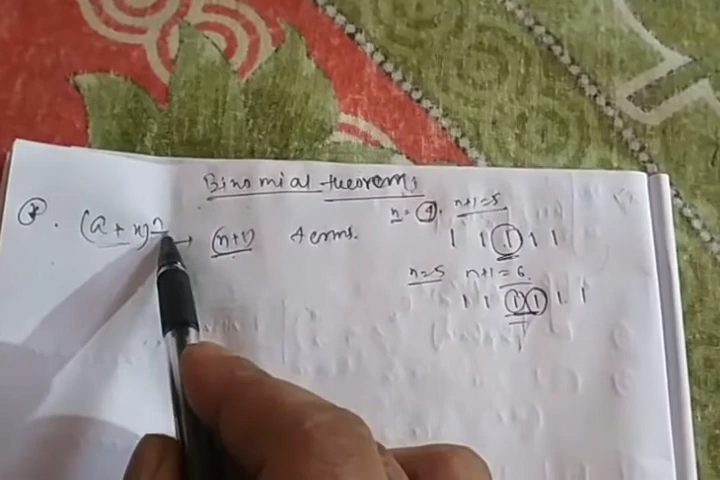 Binomial theorem
(a + x)^n → (n+1) terms.
n = 4, n+1=5
1 1 1 1 1
n=5 n+1=6
1 1 1 1 1 1